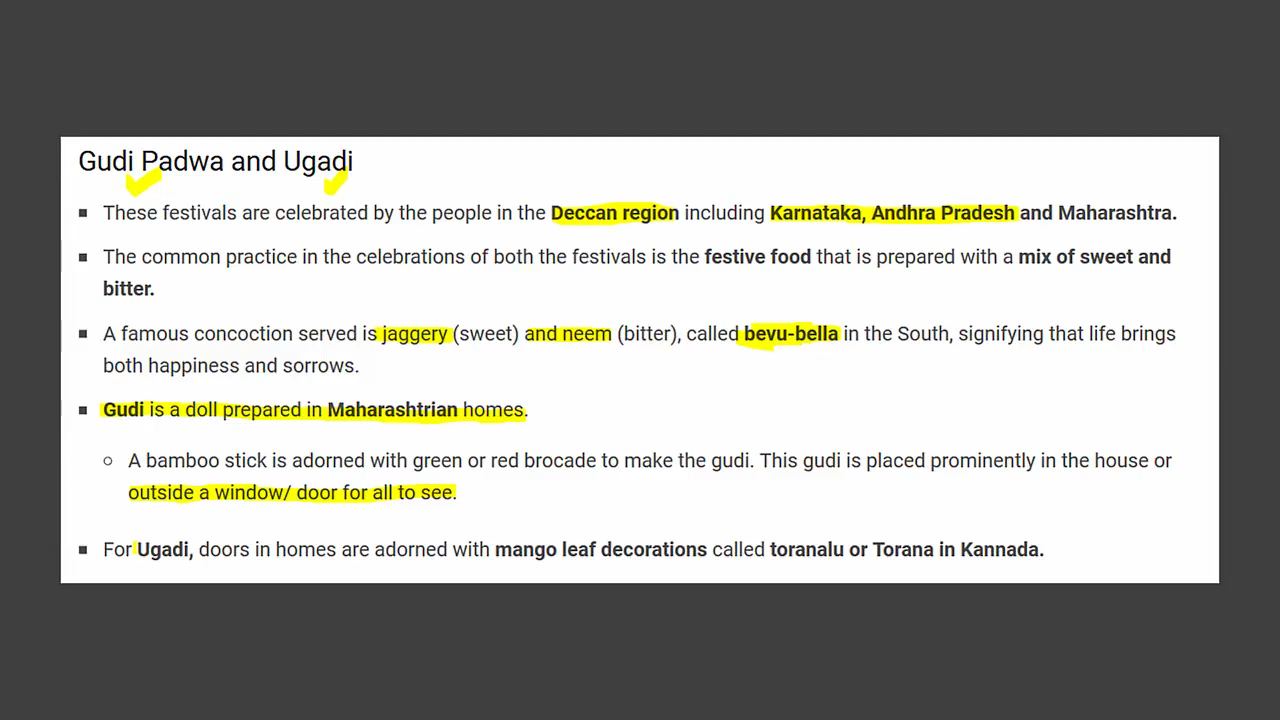 Gudi Padwa and Ugadi
▪ These festivals are celebrated by the people in the Deccan region including Karnataka, Andhra Pradesh and Maharashtra.
▪ The common practice in the celebrations of both the festivals is the festive food that is prepared with a mix of sweet and
bitter.
▪ A famous concoction served is jaggery (sweet) and neem (bitter), called bevu-bella in the South, signifying that life brings
both happiness and sorrows.
▪ Gudi is a doll prepared in Maharashtrian homes.
○ A bamboo stick is adorned with green or red brocade to make the gudi. This gudi is placed prominently in the house or
outside a window/ door for all to see.
▪ For Ugadi, doors in homes are adorned with mango leaf decorations called toranalu or Torana in Kannada.